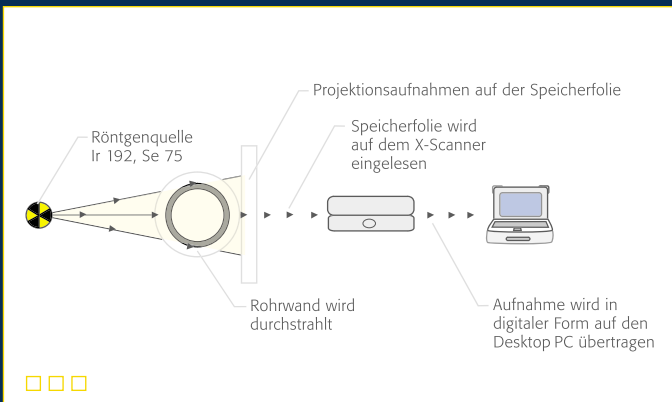 Projektionsaufnahmen auf der Speicherfolie
Röntgenquelle
Ir 192, Se 75
Speicherfolie wird
auf dem X-Scanner
eingelesen
Rohrwand wird
durchstrahlt
Aufnahme wird in
digitaler Form auf den
Desktop PC übertragen